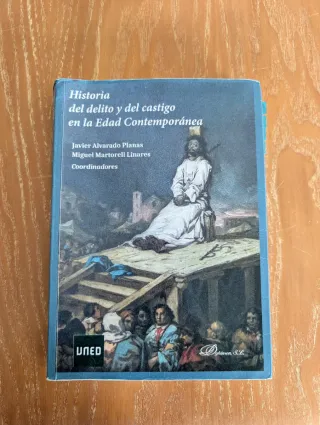 Historia
del delito y del castigo
en la Edad Contemporánea
Javier Alvarado Planas
Miguel Martorell Linares
Coordinadores
UNED
Dykinson, S.L.